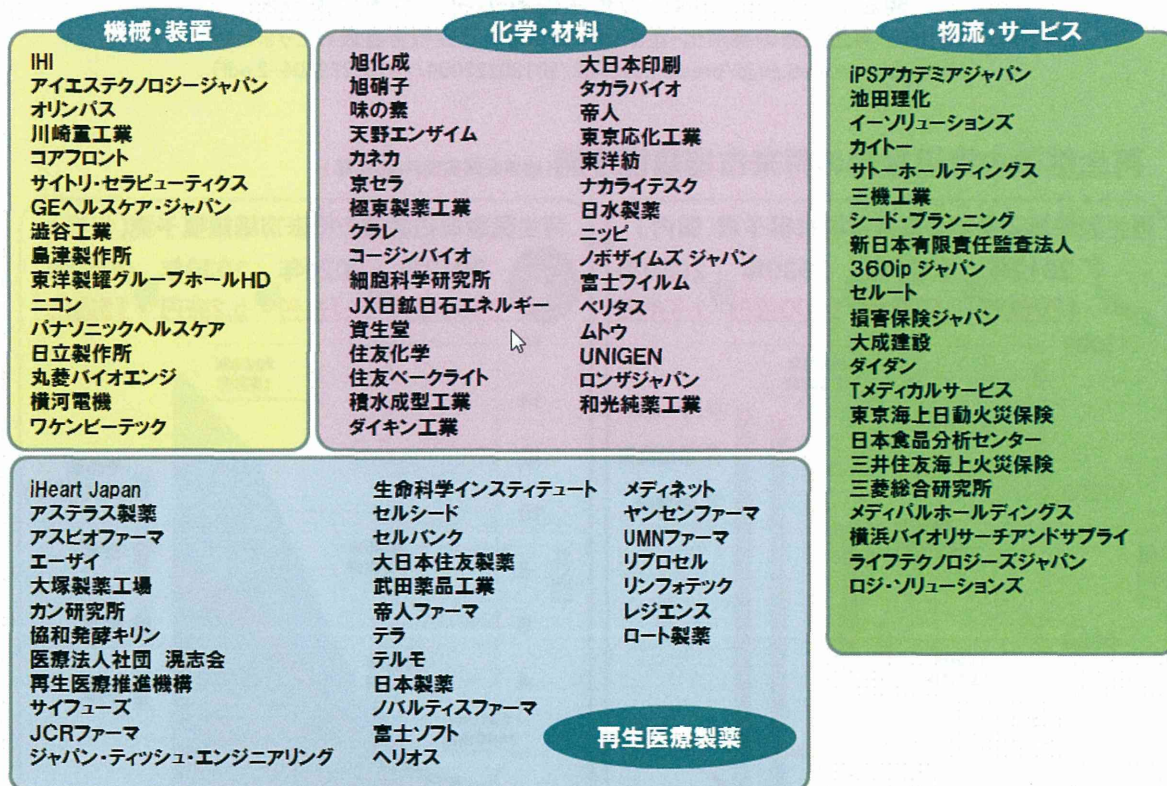 機械・装置
IHI
アイエステクノロジージャパン
オリンパス
川崎重工業
コアフロント
サイトリ・セラピューティクス
GEヘルスケア・ジャパン
澁谷工業
島津製作所
東洋製罐グループホールHD
ニコン
パナソニックヘルスケア
日立製作所
丸菱バイオエンジ
横河電機
ワケンビーテック
化学・材料
旭化成
旭硝子
味の素
天野エンザイム
カネカ
京セラ
極東製薬工業
クラレ
コージンバイオ
細胞科学研究所
JX日鉱日石エネルギー
資生堂
住友化学
住友ベークライト
積水成型工業
ダイキン工業
大日本印刷
タカラバイオ
帝人
東京応化工業
東洋紡
ナカライテスク
日水製薬
ニッピ
ノボザイムズ ジャパン
富士フイルム
ベリタス
ムトウ
UNIGEN
ロンザジャパン
和光純薬工業
物流・サービス
iPSアカデミアジャパン
池田理化
イーソリューションズ
カイトー
サトーホールディングス
三機工業
シード・プランニング
新日本有限責任監査法人
360ip ジャパン
セルート
損害保険ジャパン
大成建設
ダイダン
Tメディカルサービス
東京海上日動火災保険
日本食品分析センター
三井住友海上火災保険
三菱総合研究所
メディパルホールディングス
横浜バイオリサーチアンドサプライ
ライフテクノロジーズジャパン
ロジ・ソリューションズ
iHeart Japan
アステラス製薬
アスビオファーマ
エーザイ
大塚製薬工場
カン研究所
協和発酵キリン
医療法人社団 滉志会
再生医療推進機構
サイフューズ
JCRファーマ
ジャパン・ティッシュ・エンジニアリング
生命科学インスティテュート
セルシード
セルバンク
大日本住友製薬
武田薬品工業
帝人ファーマ
テラ
テルモ
日本製薬
ノバルティスファーマ
富士ソフト
ヘリオス
メディネット
ヤンセンファーマ
UMNファーマ
リプロセル
リンフォテック
レジエンス
ロート製薬
再生医療製薬